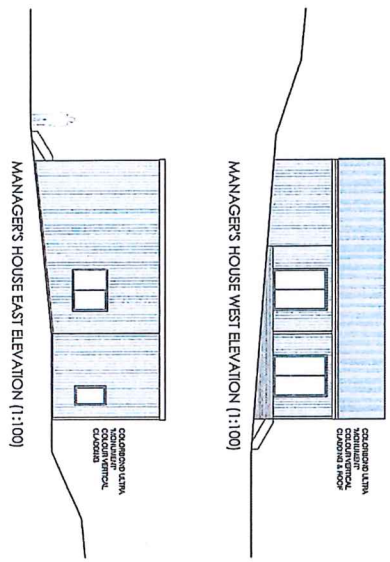 COLORBOND ULTRA
'MONUMENT'
COLOUR VERTICAL
CLADDING & ROOF
MANAGER'S HOUSE WEST ELEVATION (1:100)
COLORBOND ULTRA
'MONUMENT'
COLOUR VERTICAL
CLADDING
MANAGER'S HOUSE EAST ELEVATION (1:100)